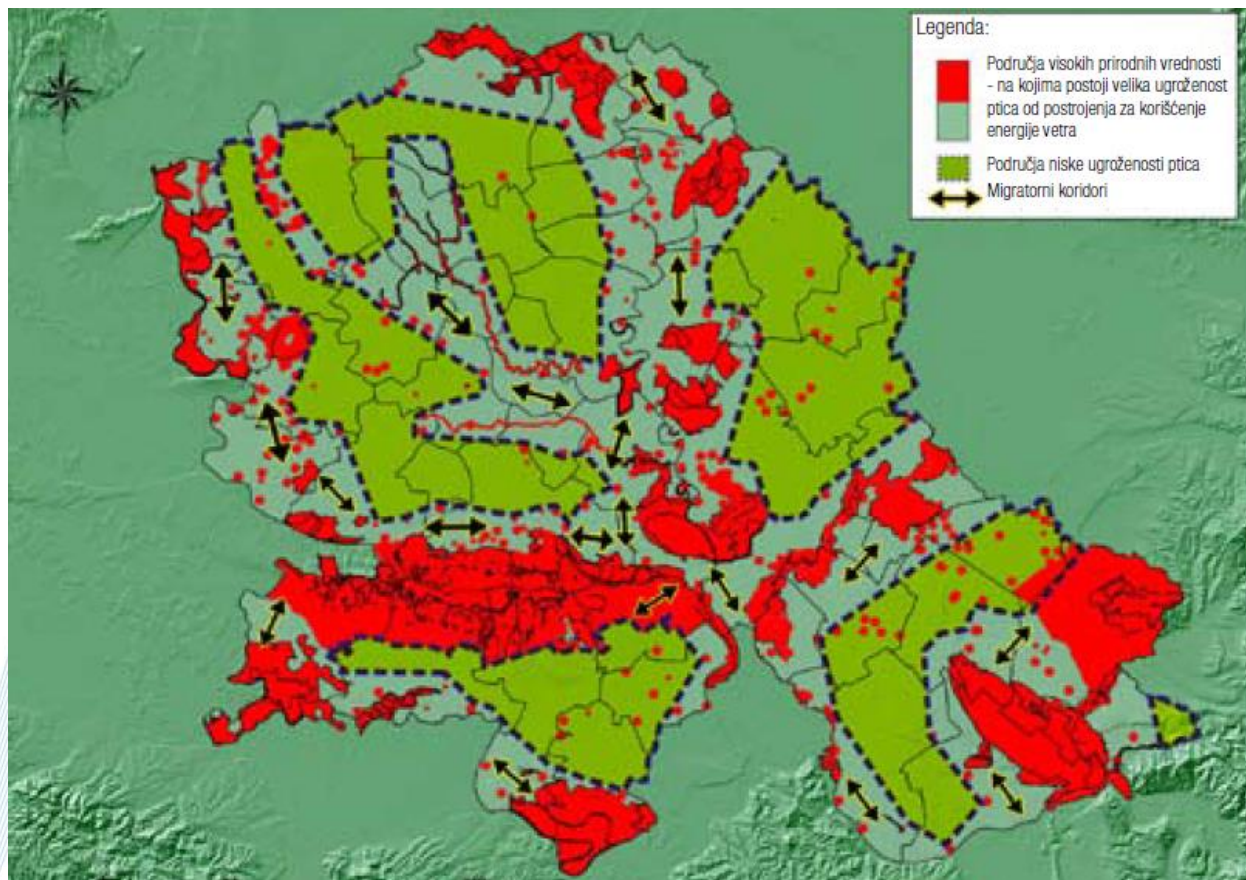 Legenda:
Područja visokih prirodnih vrednosti
- na kojima postoji velika ugroženost
ptica od postrojenja za korišćenje
energije vetra
Područja niske ugroženosti ptica
Migratorni koridori